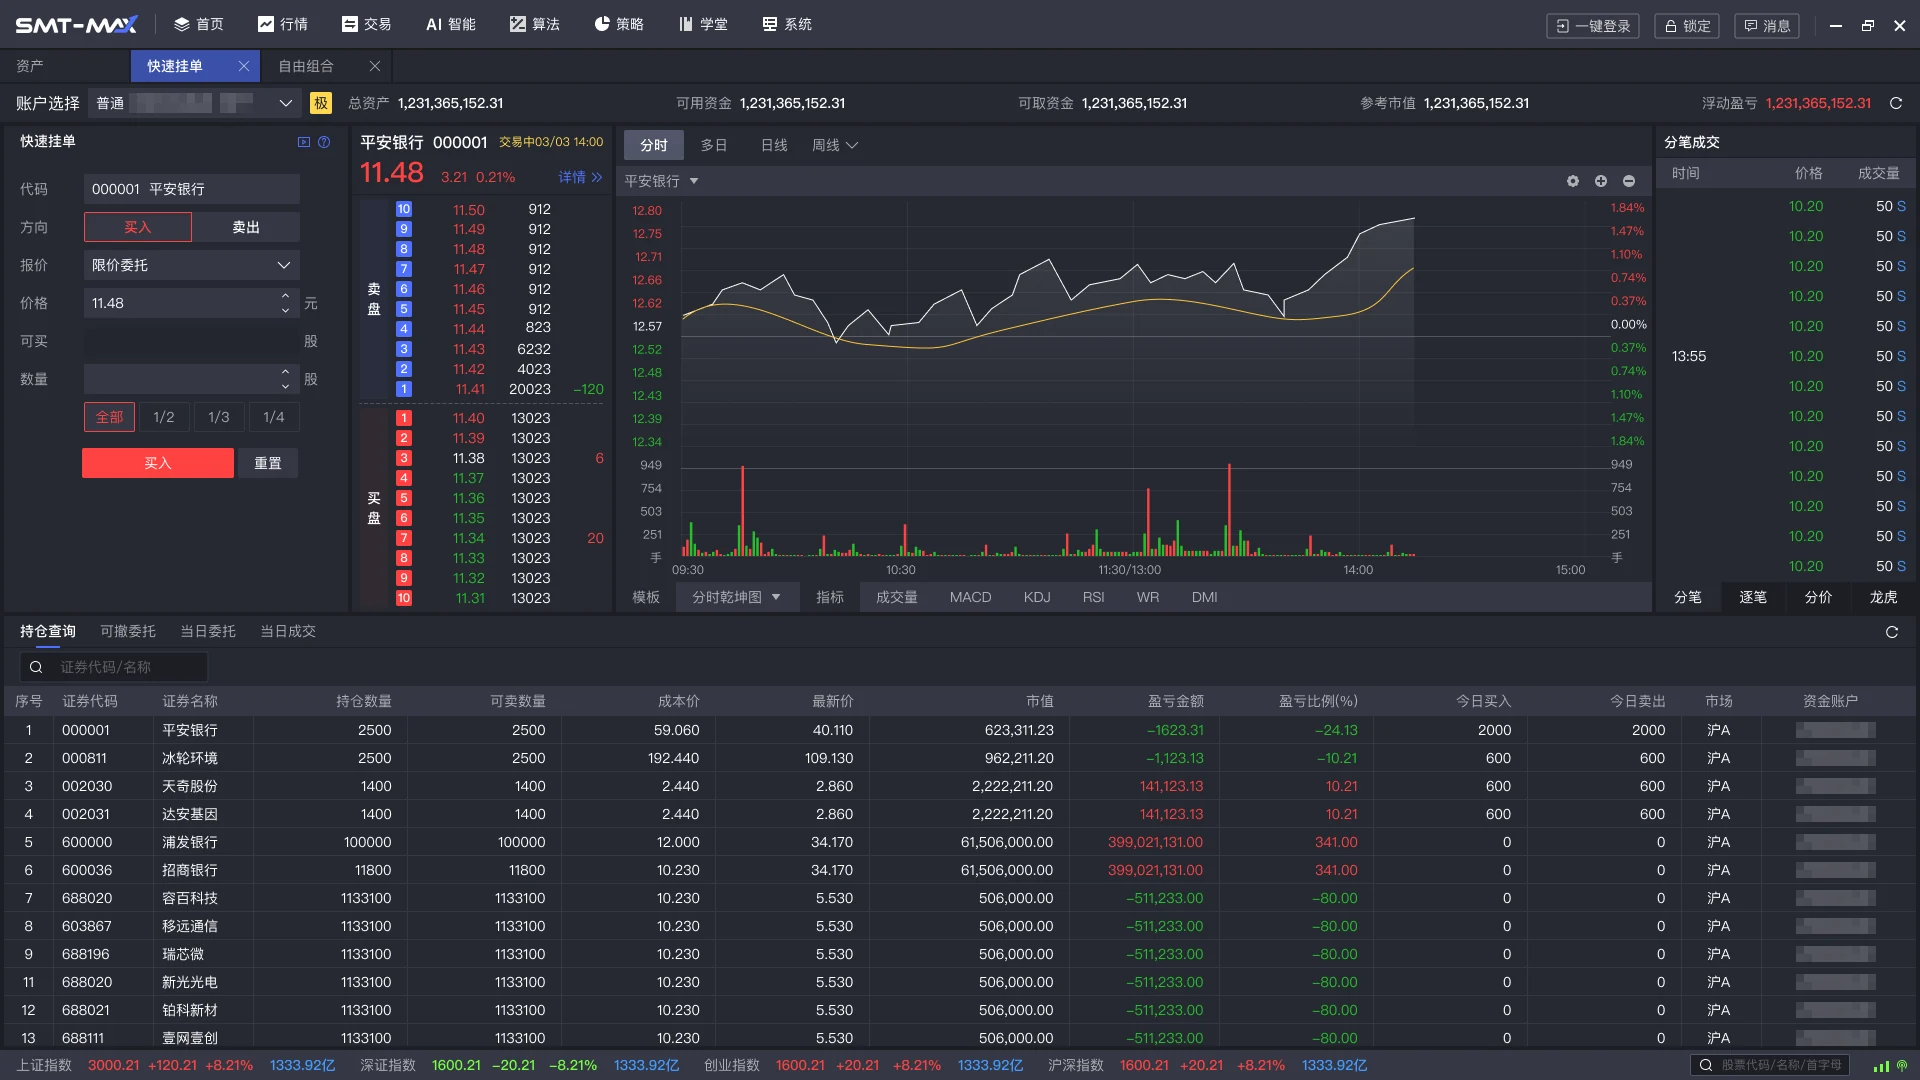 SMT-MAX 首页 行情 交易 AI 智能 算法 策略 学堂 系统 一键登录 锁定 消息
资产 快速挂单 自由组合
账户选择 普通 极 总资产 1,231,365,152.31 可用资金 1,231,365,152.31 可取资金 1,231,365,152.31 参考市值 1,231,365,152.31 浮动盈亏 1,231,365,152.31
快速挂单
代码 000001 平安银行
方向 买入 卖出
报价 限价委托
价格 11.48 元
可买 股
数量 股
全部 1/2 1/3 1/4
买入 重置
平安银行 000001 交易中03/03 14:00
11.48 3.21 0.21% 详情
卖盘
10 11.50 912
9 11.49 912
8 11.48 912
7 11.47 912
6 11.46 912
5 11.45 912
4 11.44 823
3 11.43 6232
2 11.42 4023
1 11.41 20023 -120
买盘
1 11.40 13023
2 11.39 13023
3 11.38 13023 6
4 11.37 13023
5 11.36 13023
6 11.35 13023
7 11.34 13023 20
8 11.33 13023
9 11.32 13023
10 11.31 13023
分时 多日 日线 周线
平安银行
12.80 1.84%
12.75 1.47%
12.71 1.10%
12.66 0.74%
12.62 0.37%
12.57 0.00%
12.52 0.37%
12.48 0.74%
12.43 1.10%
12.39 1.47%
12.34 1.84%
949 949
754 754
503 503
251 251
手 手
09:30 10:30 11:30/13:00 14:00 15:00
模板 分时乾坤图 指标 成交量 MACD KDJ RSI WR DMI
分笔成交
时间 价格 成交量
10.20 50 S
10.20 50 S
10.20 50 S
10.20 50 S
10.20 50 S
13:55 10.20 50 S
10.20 50 S
10.20 50 S
10.20 50 S
10.20 50 S
10.20 50 S
10.20 50 S
10.20 50 S
分笔 逐笔 分价 龙虎
持仓查询 可撤委托 当日委托 当日成交
证券代码/名称
序号 证券代码 证券名称 持仓数量 可卖数量 成本价 最新价 市值 盈亏金额 盈亏比例(%) 今日买入 今日卖出 市场 资金账户
1 000001 平安银行 2500 2500 59.060 40.110 623,311.23 -1623.31 -24.13 2000 2000 沪A
2 000811 冰轮环境 2500 2500 192.440 109.130 962,211.20 -1,123.13 -10.21 600 600 沪A
3 002030 天奇股份 1400 1400 2.440 2.860 2,222,211.20 141,123.13 10.21 600 600 沪A
4 002031 达安基因 1400 1400 2.440 2.860 2,222,211.20 141,123.13 10.21 600 600 沪A
5 600000 浦发银行 100000 100000 12.000 34.170 61,506,000.00 399,021,131.00 341.00 0 0 沪A
6 600036 招商银行 11800 11800 10.230 34.170 61,506,000.00 399,021,131.00 341.00 0 0 沪A
7 688020 容百科技 1133100 1133100 10.230 5.530 506,000.00 -511,233.00 -80.00 0 0 沪A
8 603867 移远通信 1133100 1133100 10.230 5.530 506,000.00 -511,233.00 -80.00 0 0 沪A
9 688196 瑞芯微 1133100 1133100 10.230 5.530 506,000.00 -511,233.00 -80.00 0 0 沪A
11 688020 新光光电 1133100 1133100 10.230 5.530 506,000.00 -511,233.00 -80.00 0 0 沪A
12 688021 铂科新材 1133100 1133100 10.230 5.530 506,000.00 -511,233.00 -80.00 0 0 沪A
13 688111 壹网壹创 1133100 1133100 10.230 5.530 506,000.00 -511,233.00 -80.00 0 0 沪A
上证指数 3000.21 +120.21 +8.21% 1333.92亿 深证指数 1600.21 -20.21 -8.21% 1333.92亿 创业指数 1600.21 +20.21 +8.21% 1333.92亿 沪深指数 1600.21 +20.21 +8.21% 1333.92亿 股票代码/名称/首字母